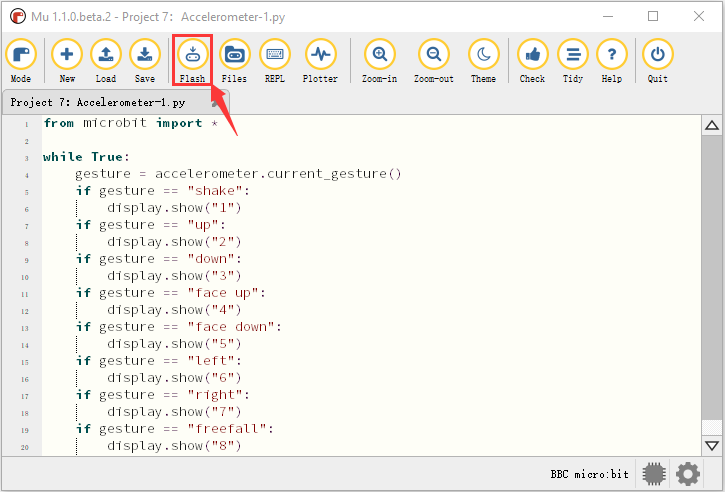 Mu 1.1.0.beta.2 - Project 7: Accelerometer-1.py
Mode New Load Save Flash Files REPL Plotter Zoom-in Zoom-out Theme Check Tidy Help Quit
Project 7: Accelerometer-1.py
1 from microbit import *
2
3 while True:
4     gesture = accelerometer.current_gesture()
5     if gesture == "shake":
6         display.show("1")
7     if gesture == "up":
8         display.show("2")
9     if gesture == "down":
10         display.show("3")
11     if gesture == "face up":
12         display.show("4")
13     if gesture == "face down":
14         display.show("5")
15     if gesture == "left":
16         display.show("6")
17     if gesture == "right":
18         display.show("7")
19     if gesture == "freefall":
20         display.show("8")
BBC micro:bit